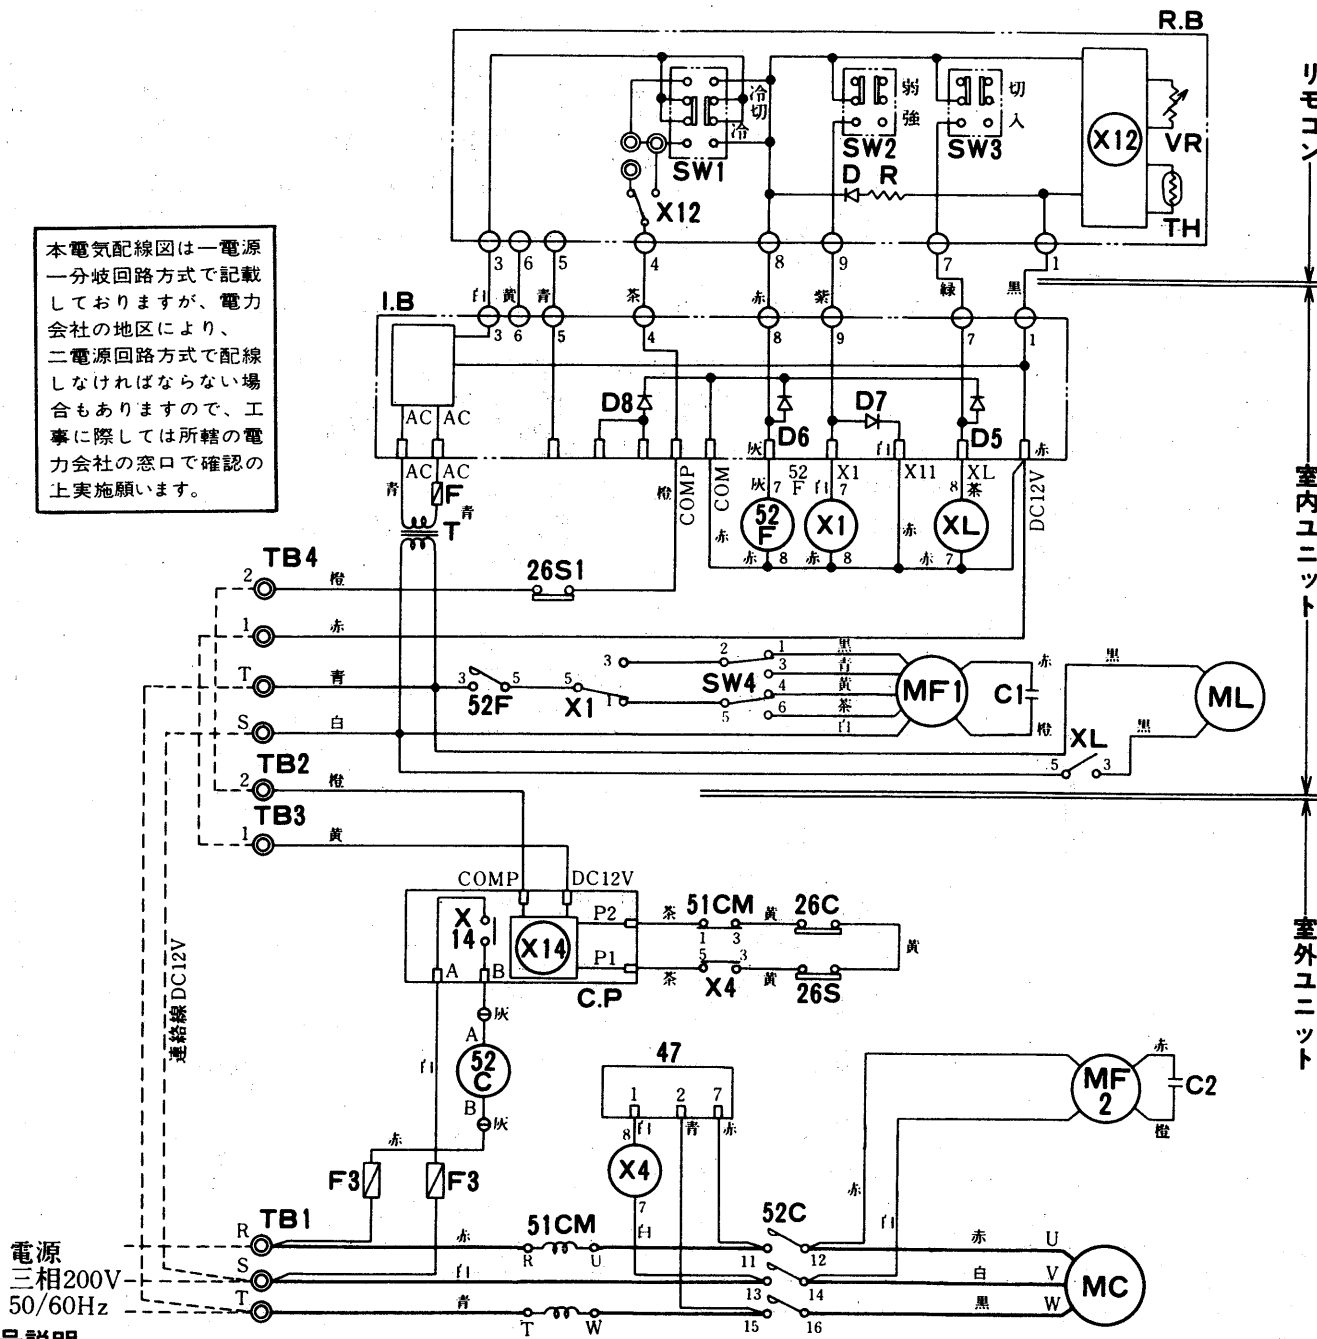 R.B
リモコン
冷
切
冷
SW1
弱
強
SW2
切
入
SW3
X12
VR
TH
D R
X12
3 6 5 4 8 9 7 1
白 黄 青 茶 赤 紫 緑 黒
本電気配線図は一電源
一分岐回路方式で記載
しておりますが、電力
会社の地区により、
二電源回路方式で配線
しなければならない場
合もありますので、工
事に際しては所轄の電
力会社の窓口で確認の
上実施願います。
I.B
3 6 5 4 8 9 7 1
D8 D6 D7 D5
AC AC
灰 白 赤
AC AC
青 F 青
T
橙 COMP COM 赤
52F X1 X11 XL DC12V
灰 7 白 7 8 茶
52F X1 XL
赤 8 赤 8 赤 赤 7
室内ユニット
TB4
2 橙 26S1
1 赤
T 青 3 52F 5 5 X1 3 1
SW4 2 5 1 3 4 6
黒 青 黄 茶 白
MF1 赤 C1 橙
黒 ML 黒
XL 5 3
S 白
TB2
2 橙
TB3
1 黄
COMP DC12V
X14 X14 P2 P1
A B C.P
茶 51CM 黄 26C
1 3
黄
5 3
茶 X4 黄 26S
室外ユニット
連絡線DC12V
灰
A
白 52C
B
灰
赤
F3 F3
47
1 2 7
8 白 青 赤
X4
7
白
MF2 赤 C2 橙
赤 白
電源
三相200V
50/60Hz
TB1
R 赤 51CM R U 52C 11 12 赤 U
S 白 13 14 白 V
T 青 T W 15 16 黒 W
MC